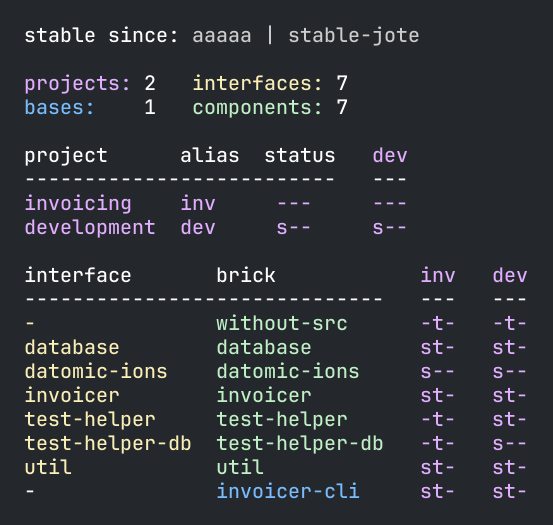 stable since: aaaaa | stable-jote
projects: 2   interfaces: 7
bases:    1   components: 7
project      alias  status   dev
--------------------------   ---
invoicing    inv     ---     ---
development  dev     s--     s--
interface       brick            inv   dev
------------------------------   ---   ---
-               without-src      -t-   -t-
database        database         st-   st-
datomic-ions    datomic-ions     s--   s--
invoicer        invoicer         st-   st-
test-helper     test-helper      -t-   st-
test-helper-db  test-helper-db   -t-   s--
util            util             st-   st-
-               invoicer-cli     st-   st-